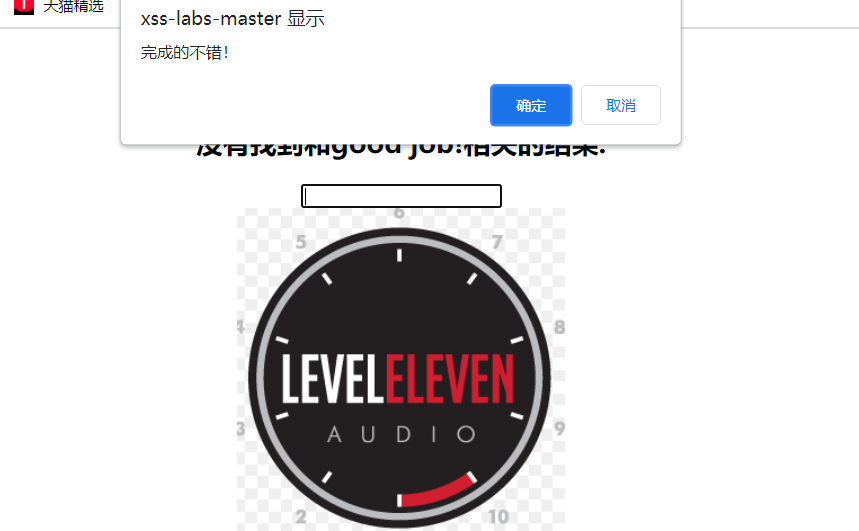 天猫精选
xss-labs-master 显示
完成的不错！
确定
取消
没有找到和good job!相关的结果.
6
5
7
4
8
LEVELELEVEN
AUDIO
3
9
2
10